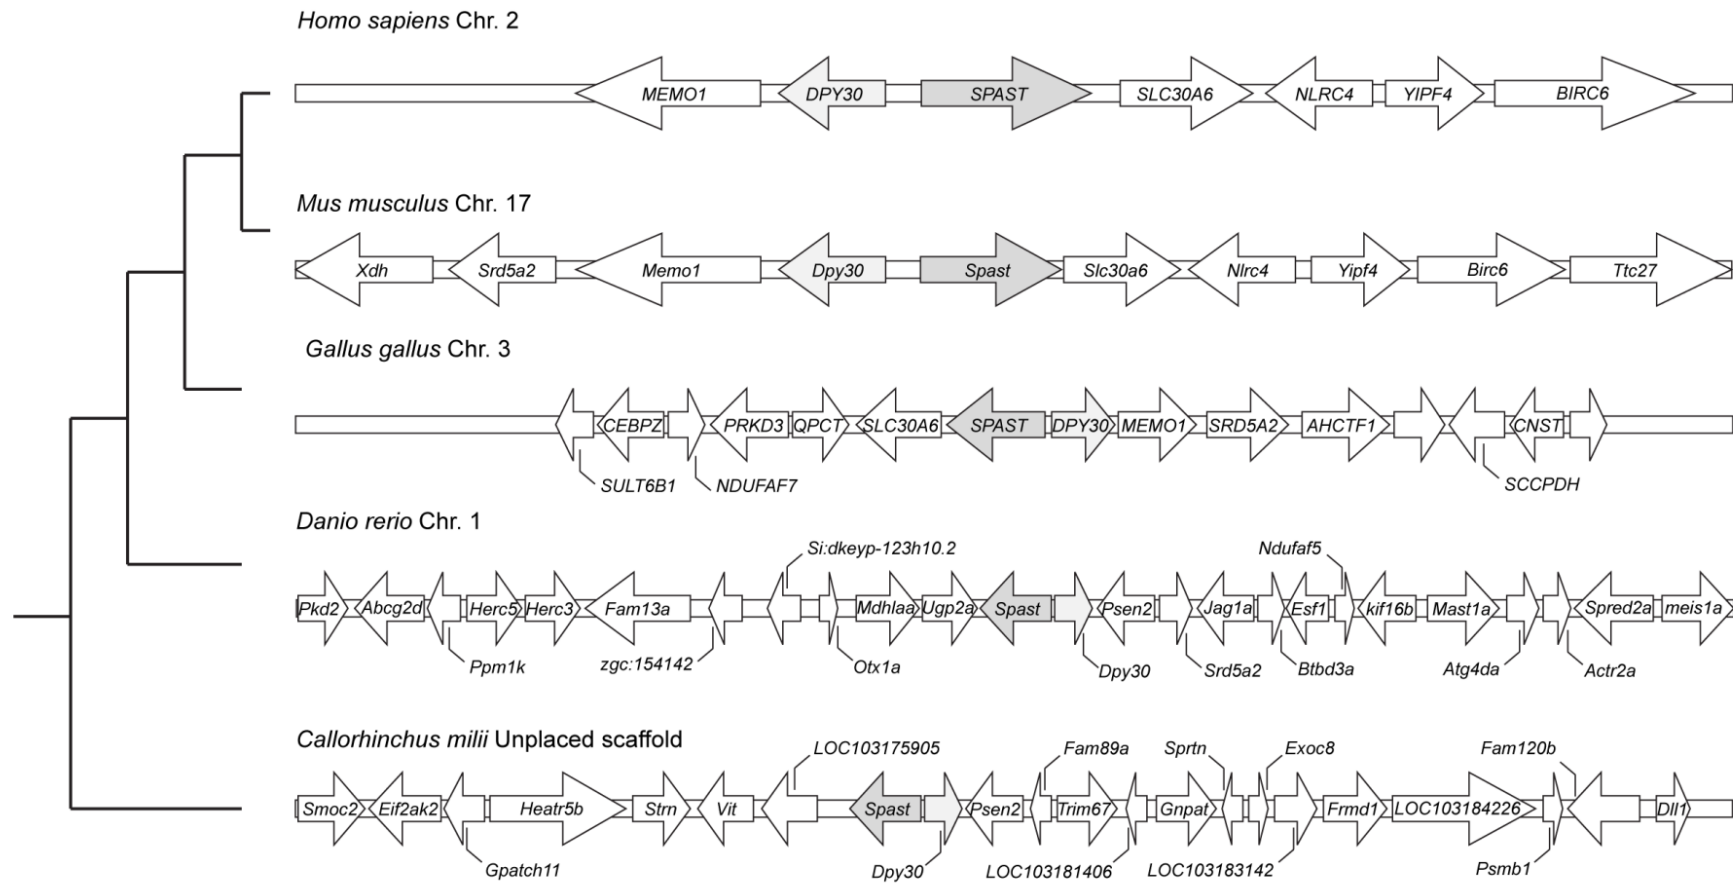 Homo sapiens Chr. 2
MEMO1 DPY30 SPAST SLC30A6 NLRC4 YIPF4 BIRC6
Mus musculus Chr. 17
Xdh Srd5a2 Memo1 Dpy30 Spast Slc30a6 Nlrc4 Yipf4 Birc6 Ttc27
Gallus gallus Chr. 3
CEBPZ PRKD3 QPCT SLC30A6 SPAST DPY30 MEMO1 SRD5A2 AHCTF1 CNST
SULT6B1 NDUFAF7 SCCPDH
Danio rerio Chr. 1
Si:dkeyp-123h10.2 Ndufaf5
Pkd2 Abcg2d Herc5 Herc3 Fam13a Mdhlaa Ugp2a Spast Psen2 Jag1a Esf1 kif16b Mast1a Spred2a meis1a
Ppm1k zgc:154142 Otx1a Dpy30 Srd5a2 Btbd3a Atg4da Actr2a
Callorhinchus milii Unplaced scaffold
LOC103175905 Fam89a Sprtn Exoc8 Fam120b
Smoc2 Eif2ak2 Heatr5b Strn Vit Spast Psen2 Trim67 Gnpat Frmd1 LOC103184226 Dll1
Gpatch11 Dpy30 LOC103181406 LOC103183142 Psmb1